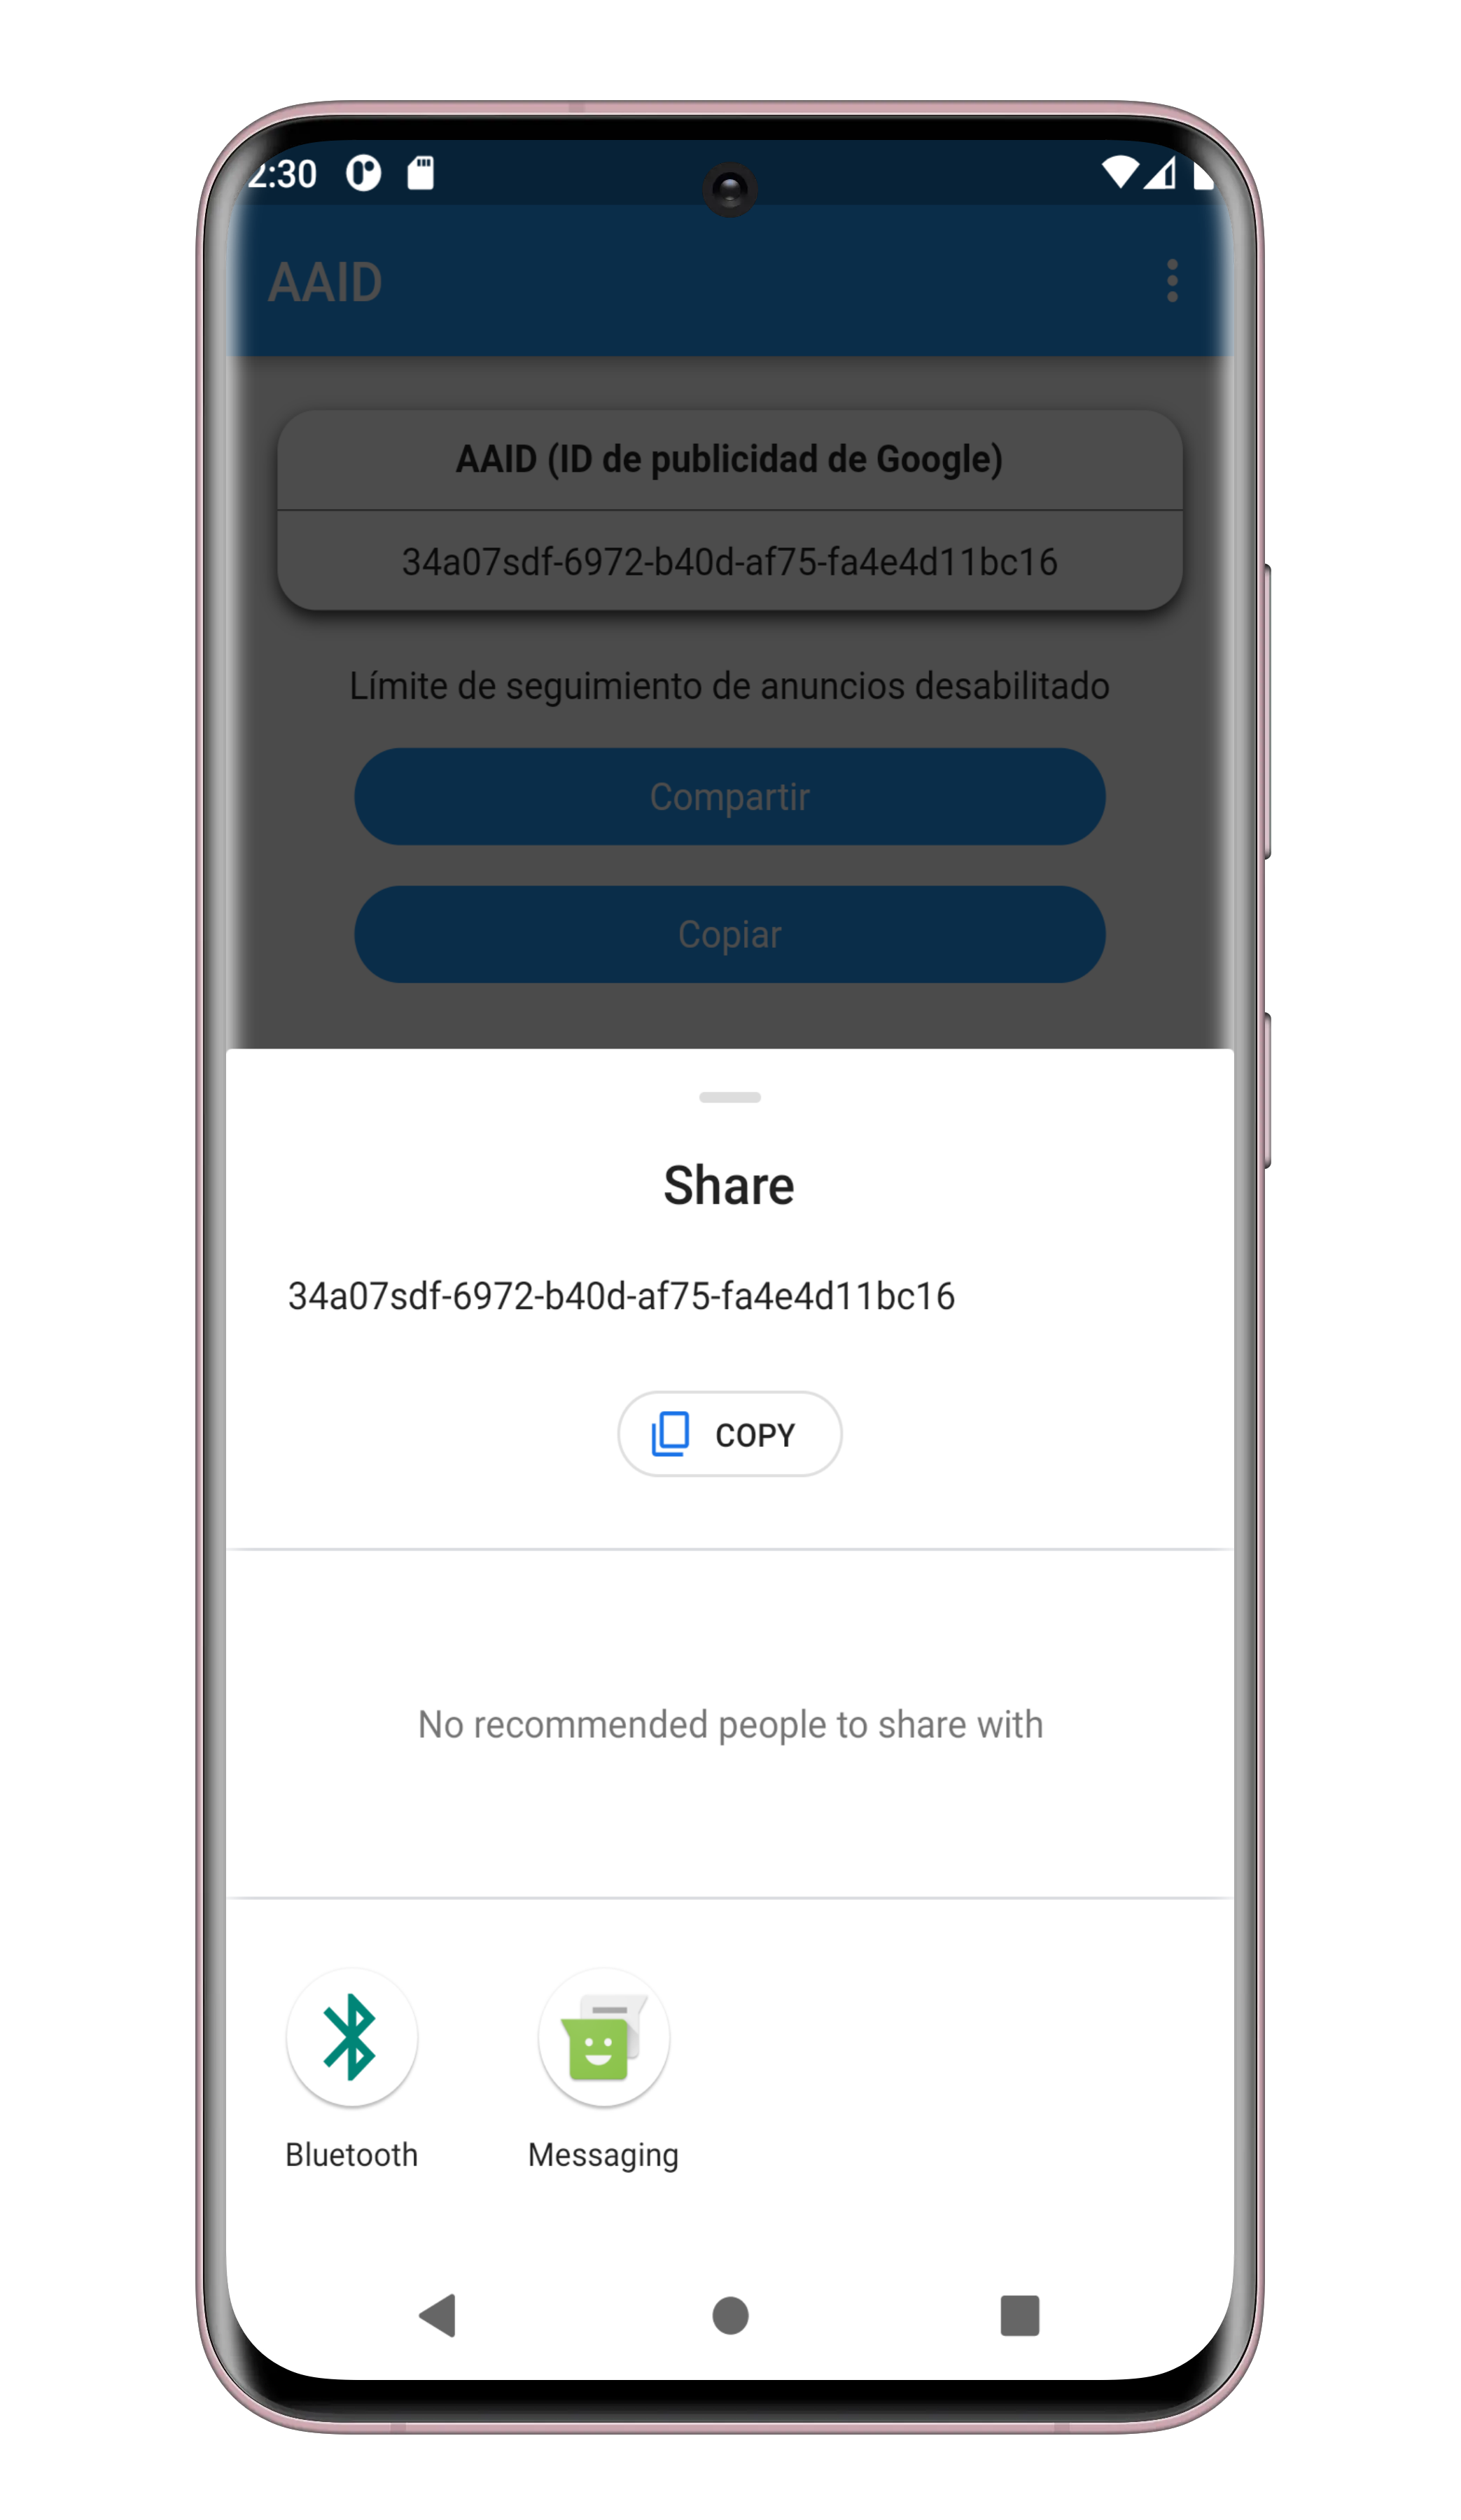 2:30
AAID
AAID (ID de publicidad de Google)
34a07sdf-6972-b40d-af75-fa4e4d11bc16
Límite de seguimiento de anuncios desabilitado
Compartir
Copiar
Share
34a07sdf-6972-b40d-af75-fa4e4d11bc16
COPY
No recommended people to share with
Bluetooth
Messaging